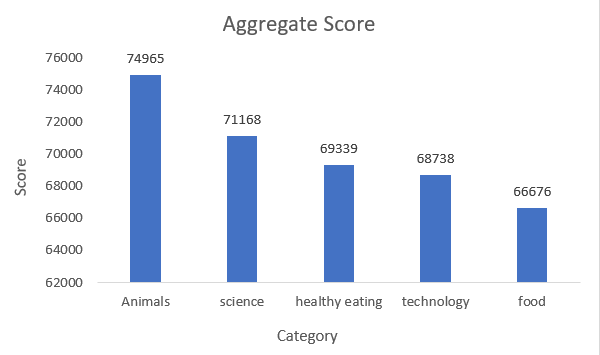 Aggregate Score
76000
74000
72000
70000
68000
66000
64000
62000
Score
74965
71168
69339
68738
66676
Animals
science
healthy eating
technology
food
Category